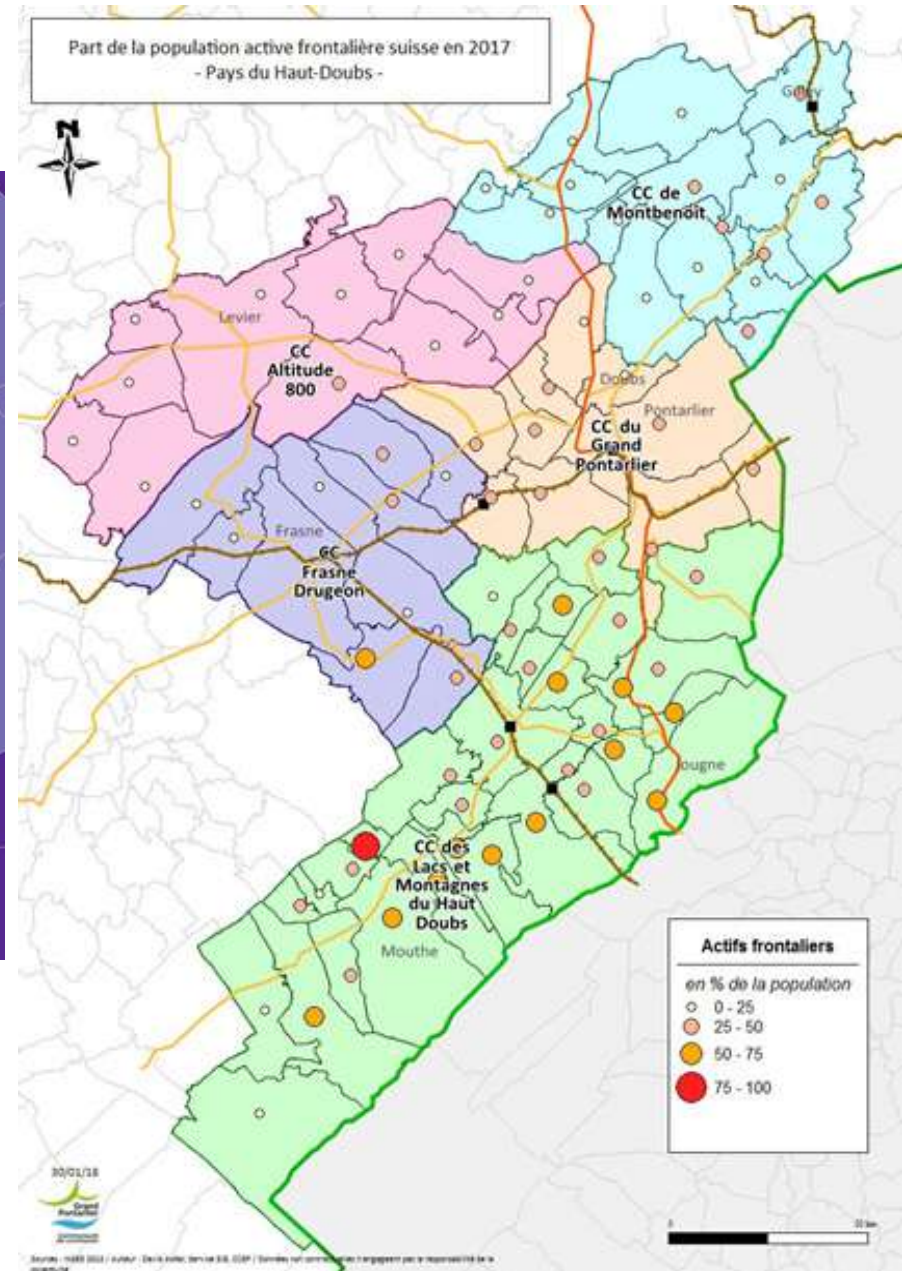 Part de la population active frontalière suisse en 2017
- Pays du Haut-Doubs -
N
Gilley
CC de
Montbenoit
Levier
CC
Altitude
800
Doubs
Pontarlier
CC du
Grand
Pontarlier
Frasne
CC
Frasne
Drugeon
Jougne
CC des
Lacs et
Montagnes
du Haut
Doubs
Mouthe
Actifs frontaliers
en % de la population
0 - 25
25 - 50
50 - 75
75 - 100
30/01/18
Grand
Pontarlier
0